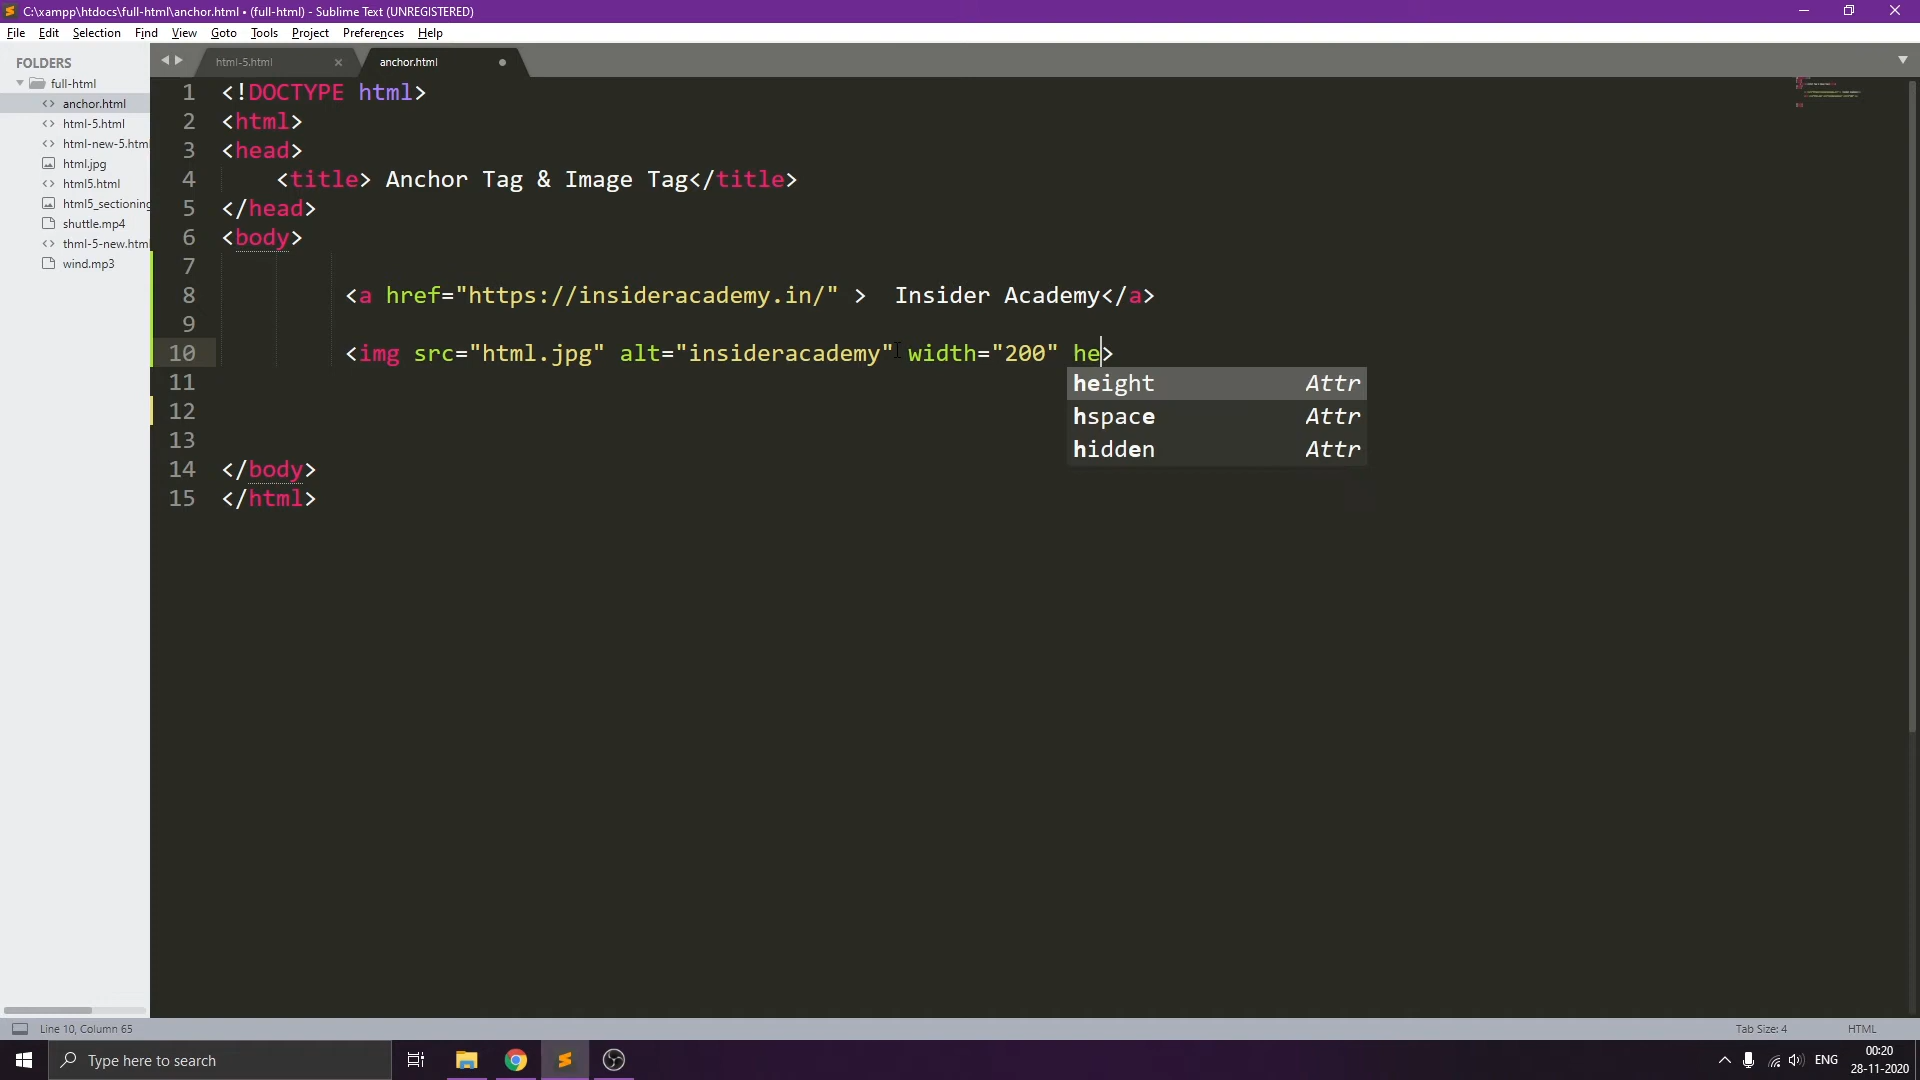 C:\xampp\htdocs\full-html\anchor.html • (full-html) - Sublime Text (UNREGISTERED)
File Edit Selection Find View Goto Tools Project Preferences Help
FOLDERS
full-html
anchor.html
html-5.html
html-new-5.html
html.jpg
html5.html
html5_sectioning
shuttle.mp4
thml-5-new.html
wind.mp3
html-5.html anchor.html
1 <!DOCTYPE html>
2 <html>
3 <head>
4 <title> Anchor Tag & Image Tag</title>
5 </head>
6 <body>
7
8 <a href="https://insideracademy.in/" > Insider Academy</a>
9
10 <img src="html.jpg" alt="insideracademy" width="200" he>
height Attr
hspace Attr
hidden Attr
11
12
13
14 </body>
15 </html>
Line 10, Column 65
Tab Size: 4 HTML
Type here to search
ENG
00:20
28-11-2020